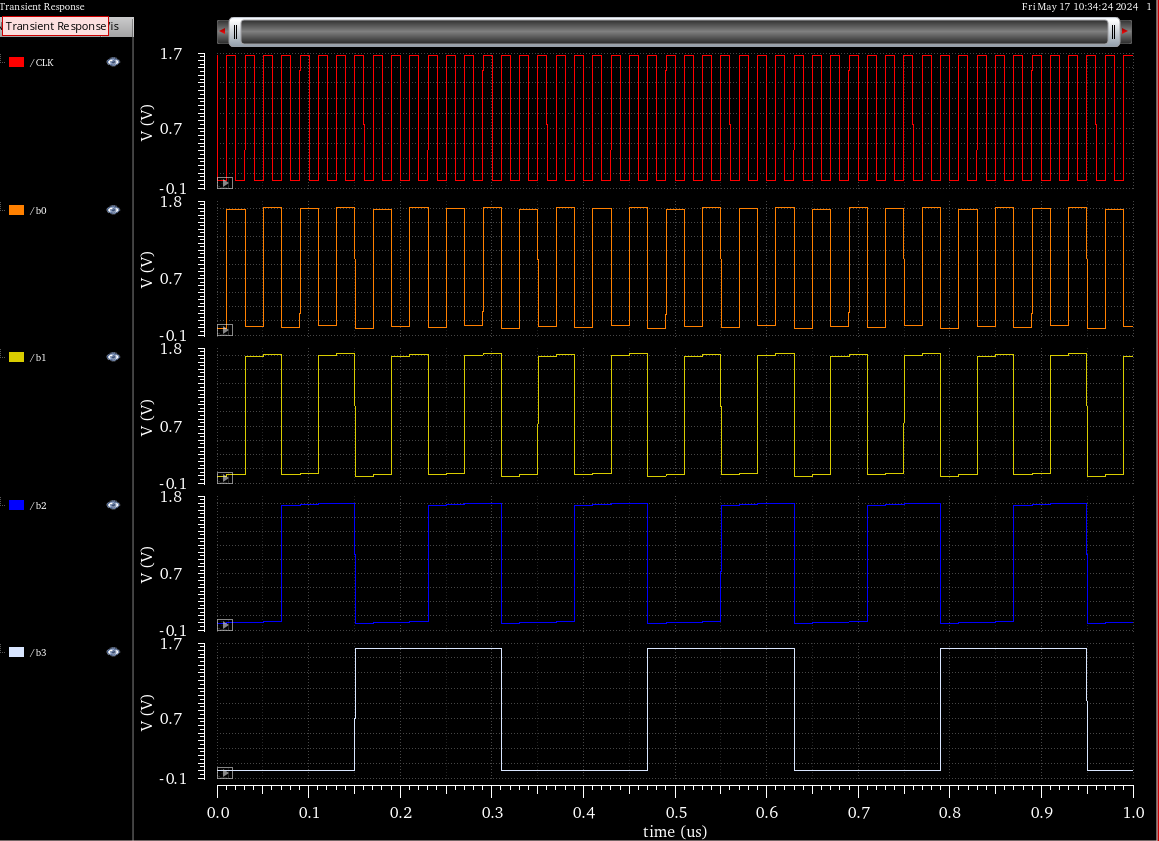 Transient Response
Fri May 17 10:34:24 2024 1
Transient Response
is
/CLK
1.7
V (V)
0.7
-0.1
/b0
1.8
V (V)
0.7
-0.1
/b1
1.8
V (V)
0.7
-0.1
/b2
1.8
V (V)
0.7
-0.1
/b3
1.7
V (V)
0.7
-0.1
0.0 0.1 0.2 0.3 0.4 0.5 0.6 0.7 0.8 0.9 1.0
time (us)